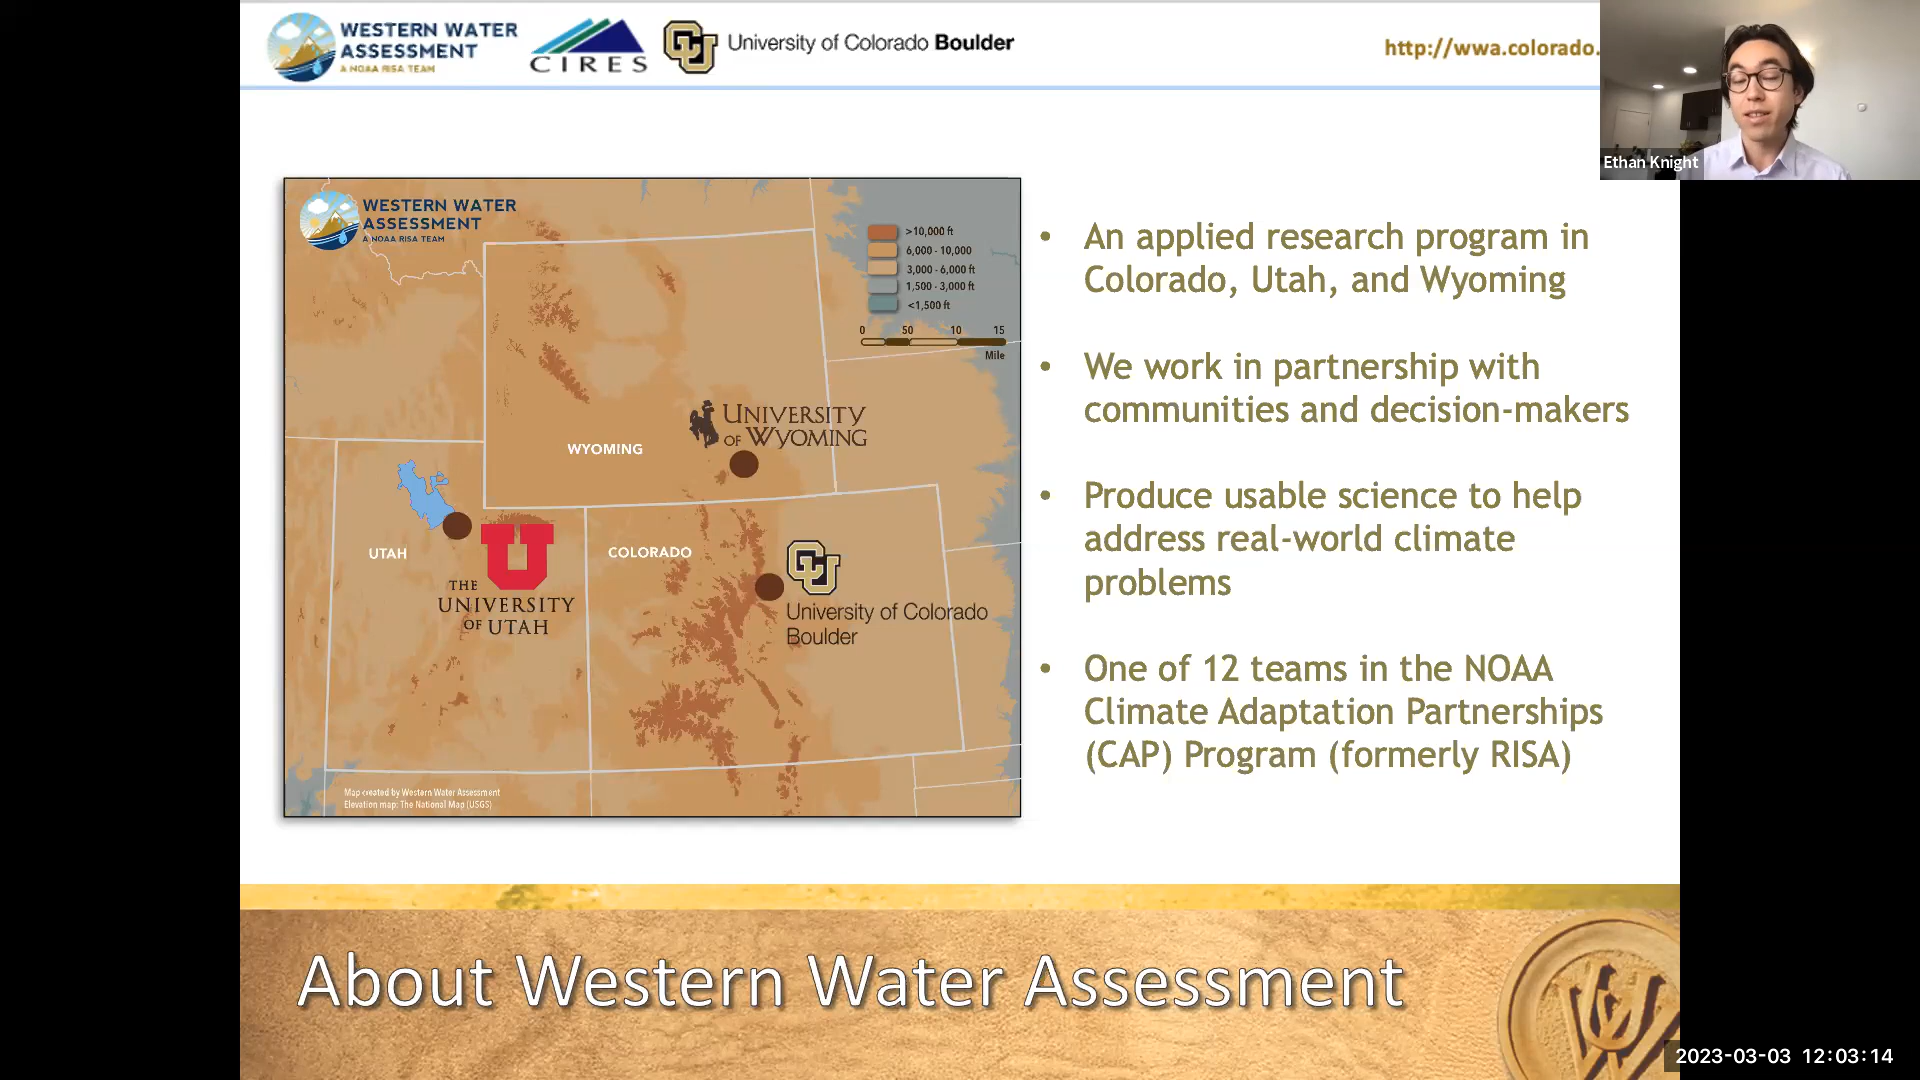 WESTERN WATER
ASSESSMENT
A NOAA RISA TEAM
CIRES
CU
University of Colorado Boulder
http://wwa.colorado.
Ethan Knight
WESTERN WATER
ASSESSMENT
A NOAA RISA TEAM
>10,000 ft
6,000 - 10,000
3,000 - 6,000 ft
1,500 - 3,000 ft
<1,500 ft
0 50 10 15
Mile
UNIVERSITY
OF WYOMING
WYOMING
UTAH
U
THE
UNIVERSITY
OF UTAH
COLORADO
CU
University of Colorado
Boulder
Map created by Western Water Assessment
Elevation map: The National Map (USGS)
• An applied research program in
Colorado, Utah, and Wyoming
• We work in partnership with
communities and decision-makers
• Produce usable science to help
address real-world climate
problems
• One of 12 teams in the NOAA
Climate Adaptation Partnerships
(CAP) Program (formerly RISA)
About Western Water Assessment
2023-03-03 12:03:14